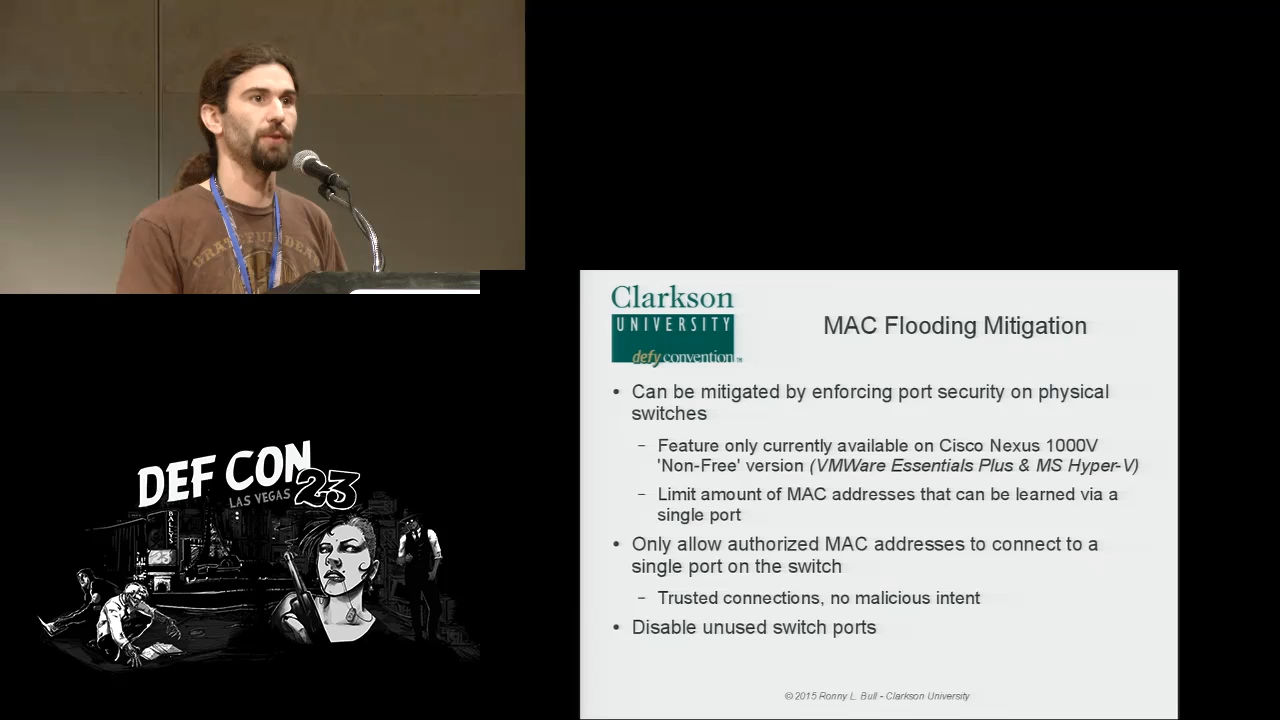 GRATEFUL DEAD
Clarkson
UNIVERSITY
defy convention™
MAC Flooding Mitigation
• Can be mitigated by enforcing port security on physical
switches
– Feature only currently available on Cisco Nexus 1000V
'Non-Free' version (VMWare Essentials Plus & MS Hyper-V)
– Limit amount of MAC addresses that can be learned via a
single port
• Only allow authorized MAC addresses to connect to a
single port on the switch
– Trusted connections, no malicious intent
• Disable unused switch ports
© 2015 Ronny L. Bull - Clarkson University
DEF CON
LAS VEGAS 23
BALLYS